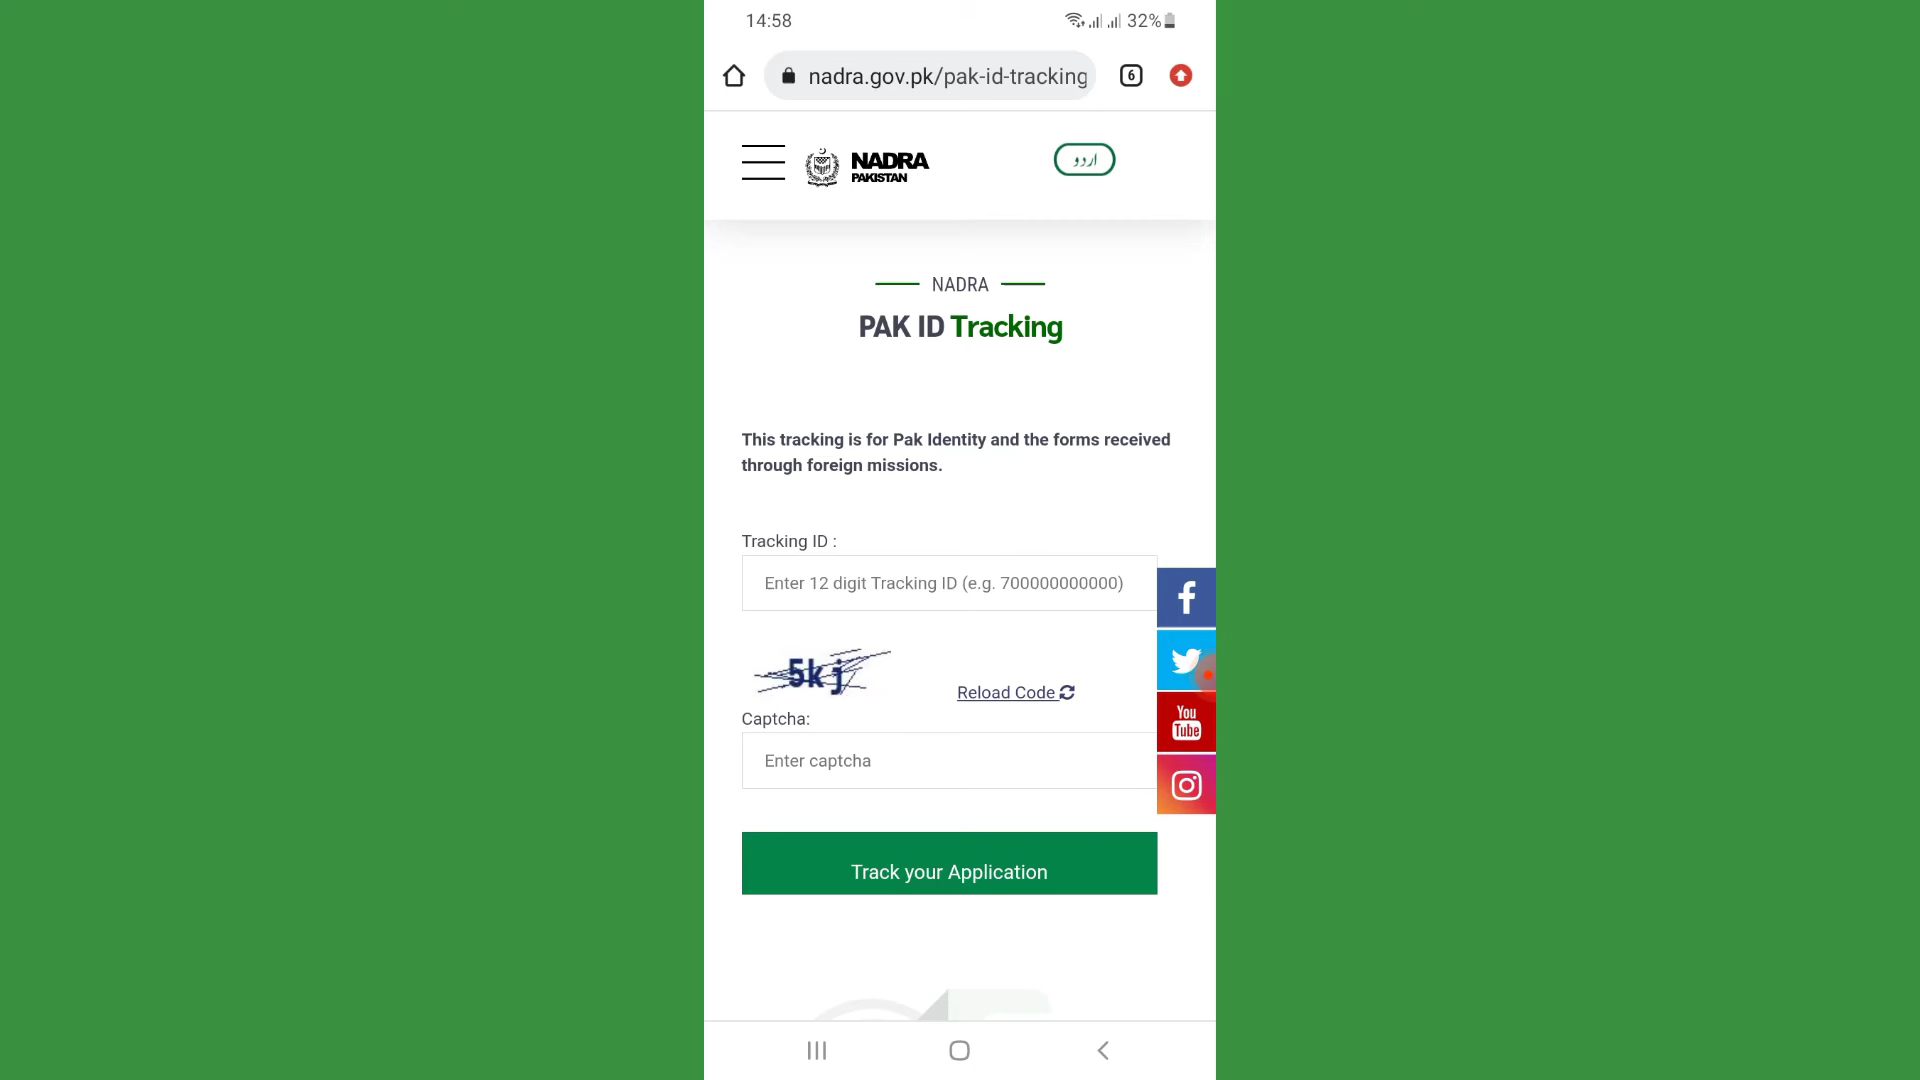 14:58
32%
nadra.gov.pk/pak-id-tracking
6
NADRA
PAKISTAN
اردو
NADRA
PAK ID Tracking
This tracking is for Pak Identity and the forms received
through foreign missions.
Tracking ID :
Enter 12 digit Tracking ID (e.g. 700000000000)
5kj
Reload Code
Captcha:
You
Tube
Enter captcha
Track your Application